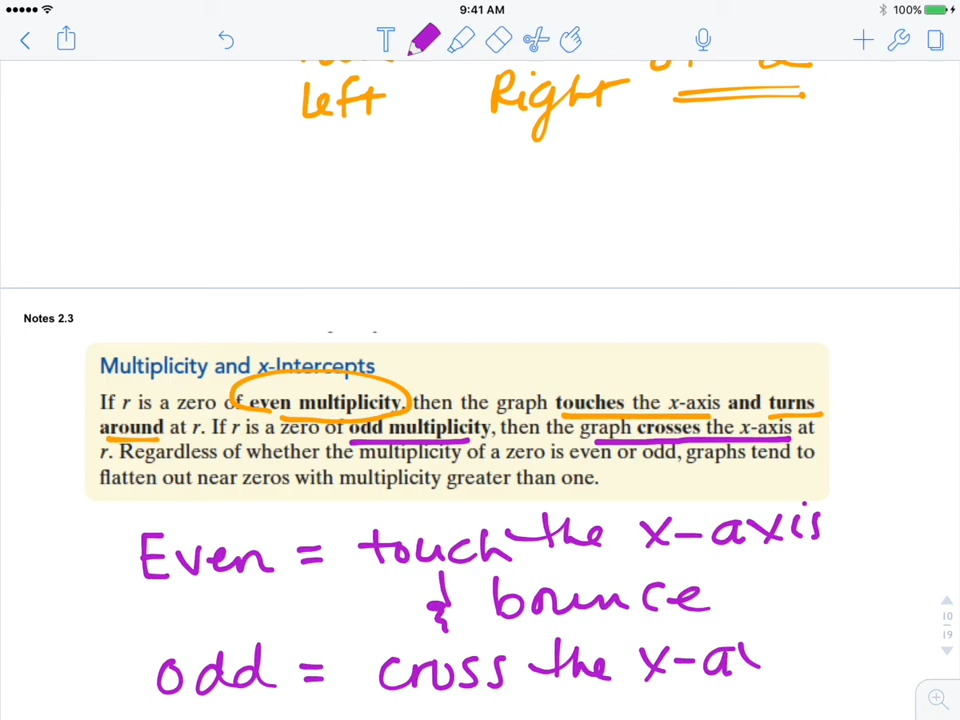 9:41 AM
100%
T
left Right
Notes 2.3
Multiplicity and x-Intercepts
If r is a zero of even multiplicity, then the graph touches the x-axis and turns
around at r. If r is a zero of odd multiplicity, then the graph crosses the x-axis at
r. Regardless of whether the multiplicity of a zero is even or odd, graphs tend to
flatten out near zeros with multiplicity greater than one.
Even = touch the x-axis
& bounce
odd = cross the x-a
10
19